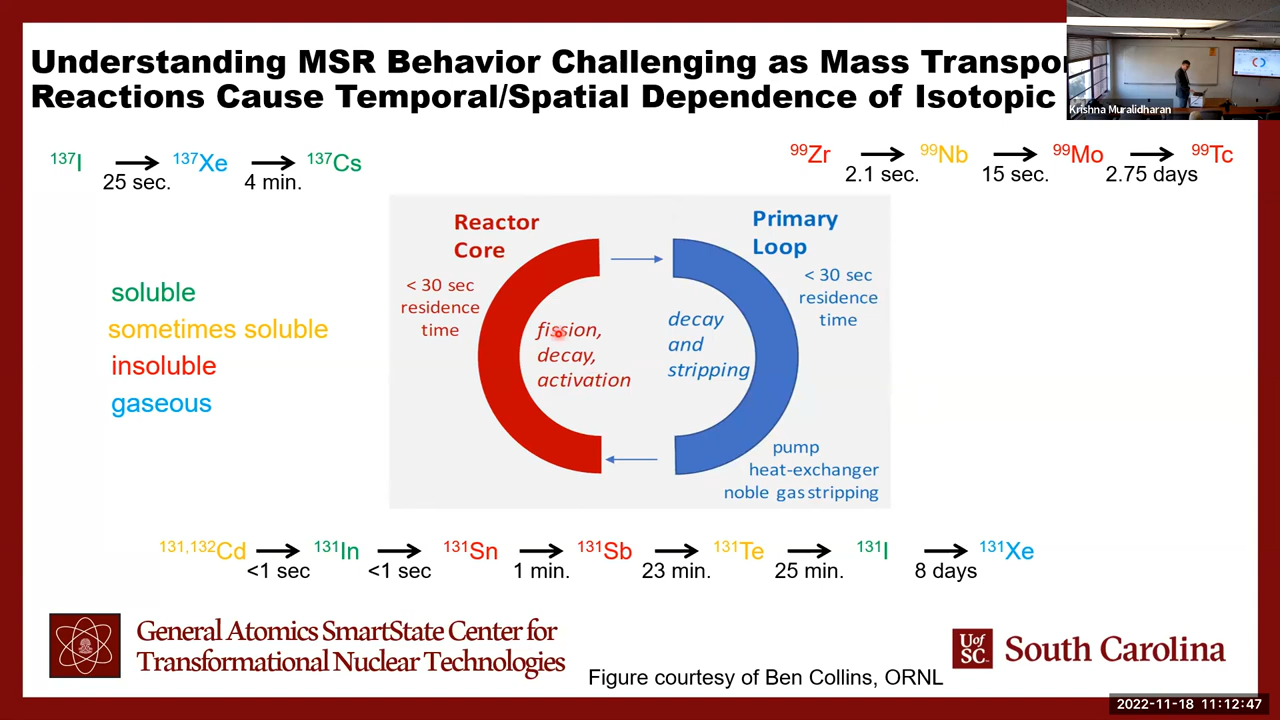 Understanding MSR Behavior Challenging as Mass Transpo
Reactions Cause Temporal/Spatial Dependence of Isotopic
Krishna Muralidharan
137I → 137Xe → 137Cs
25 sec. 4 min.
99Zr → 99Nb → 99Mo → 99Tc
2.1 sec. 15 sec. 2.75 days
soluble
sometimes soluble
insoluble
gaseous
Reactor
Core
< 30 sec
residence
time
fission,
decay,
activation
Primary
Loop
< 30 sec
residence
time
decay
and
stripping
pump
heat-exchanger
noble gas stripping
131,132Cd → 131In → 131Sn → 131Sb → 131Te → 131I → 131Xe
<1 sec <1 sec 1 min. 23 min. 25 min. 8 days
General Atomics SmartState Center for
Transformational Nuclear Technologies
Figure courtesy of Ben Collins, ORNL
U of SC South Carolina
2022-11-18 11:12:47